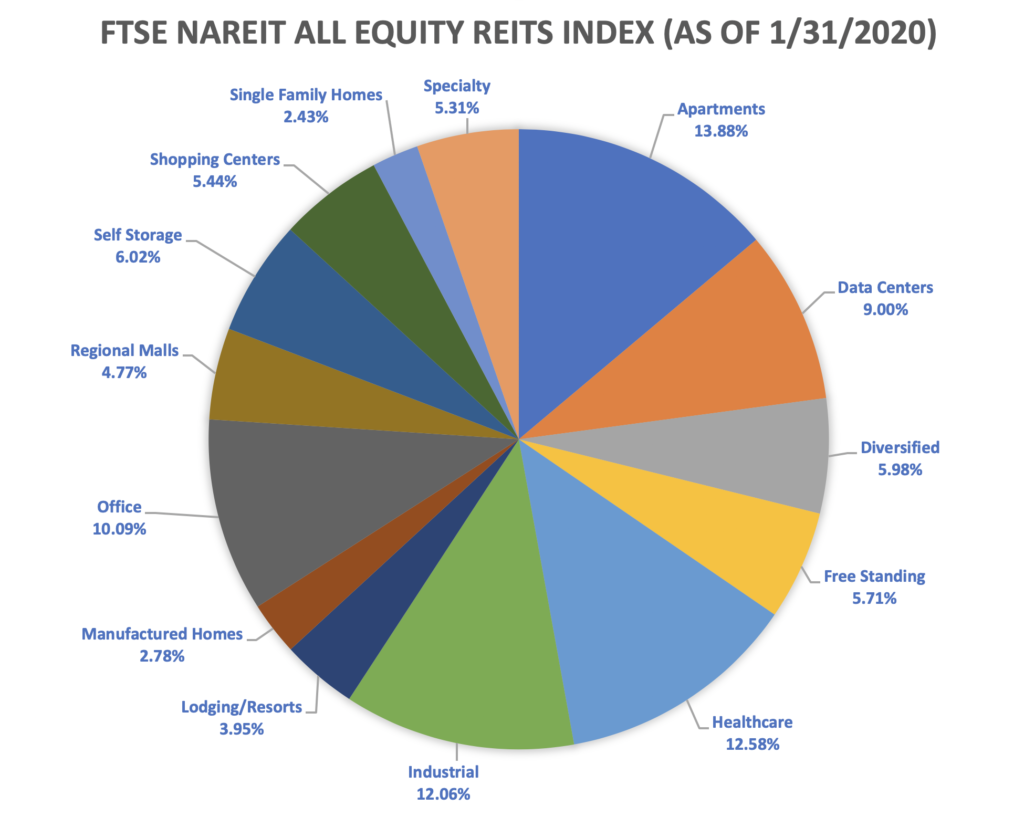 FTSE NAREIT ALL EQUITY REITS INDEX (AS OF 1/31/2020)
Specialty
5.31%
Single Family Homes
2.43%
Apartments
13.88%
Shopping Centers
5.44%
Self Storage
6.02%
Data Centers
9.00%
Regional Malls
4.77%
Diversified
5.98%
Office
10.09%
Free Standing
5.71%
Manufactured Homes
2.78%
Lodging/Resorts
3.95%
Healthcare
12.58%
Industrial
12.06%